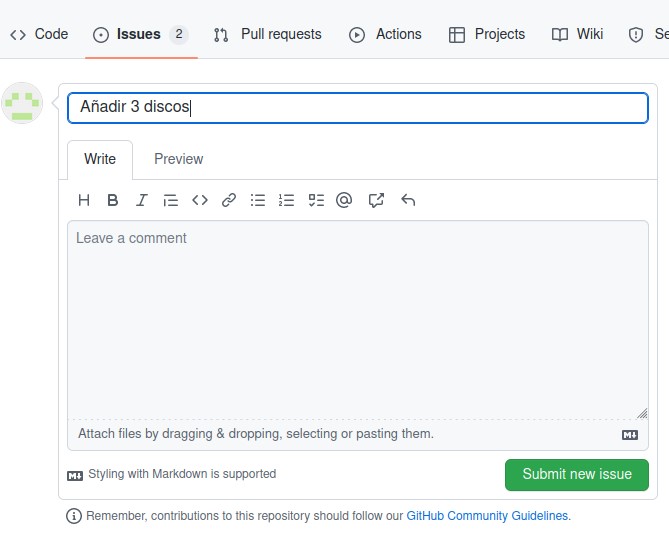 Code Issues 2 Pull requests Actions Projects Wiki
Añadir 3 discos
Write Preview
H B I @
Leave a comment
Attach files by dragging & dropping, selecting or pasting them.
Styling with Markdown is supported Submit new issue
Remember, contributions to this repository should follow our GitHub Community Guidelines.